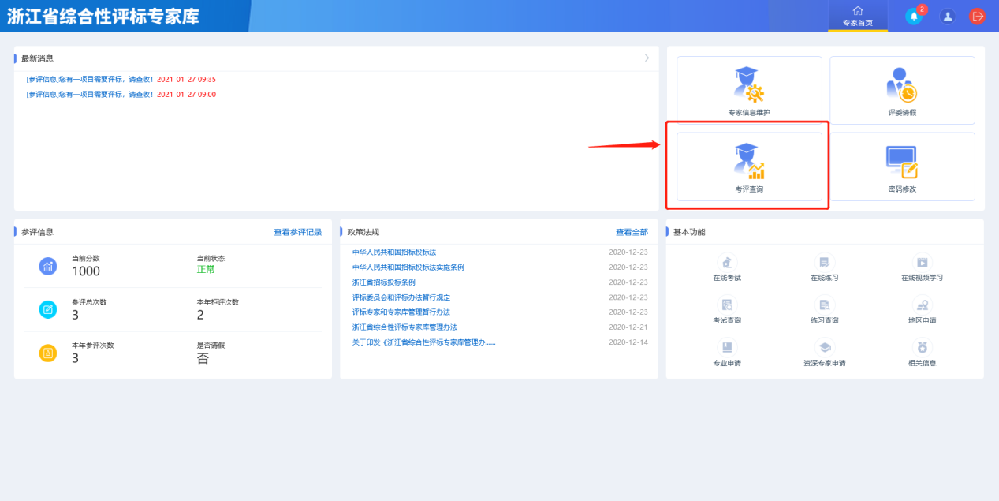 浙江省综合性评标专家库
专家首页
2
最新消息
[参评信息]您有一项目需要评标，请查收！2021-01-27 09:35
[参评信息]您有一项目需要评标，请查收！2021-01-27 09:00
专家信息维护
评委请假
考评查询
密码修改
参评信息
查看参评记录
当前分数
1000
当前状态
正常
参评总次数
3
本年拒评次数
2
本年参评次数
3
是否请假
否
政策法规
查看全部
中华人民共和国招标投标法 2020-12-23
中华人民共和国招标投标法实施条例 2020-12-23
浙江省招标投标条例 2020-12-23
评标委员会和评标办法暂行规定 2020-12-23
评标专家和专家库管理暂行办法 2020-12-23
浙江省综合性评标专家库管理办法 2020-12-21
关于印发《浙江省综合性评标专家库管理办...... 2020-12-14
基本功能
在线考试
在线练习
在线视频学习
考试查询
练习查询
地区申请
专业申请
资深专家申请
相关信息